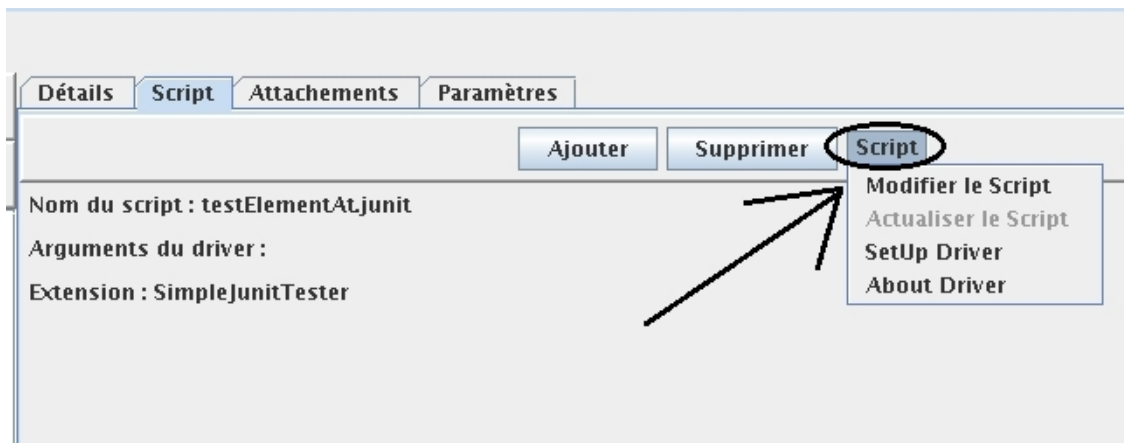 Détails Script Attachements Paramètres
Ajouter Supprimer Script
Modifier le Script
Actualiser le Script
SetUp Driver
About Driver
Nom du script : testElementAt.junit
Arguments du driver :
Extension : SimpleJunitTester